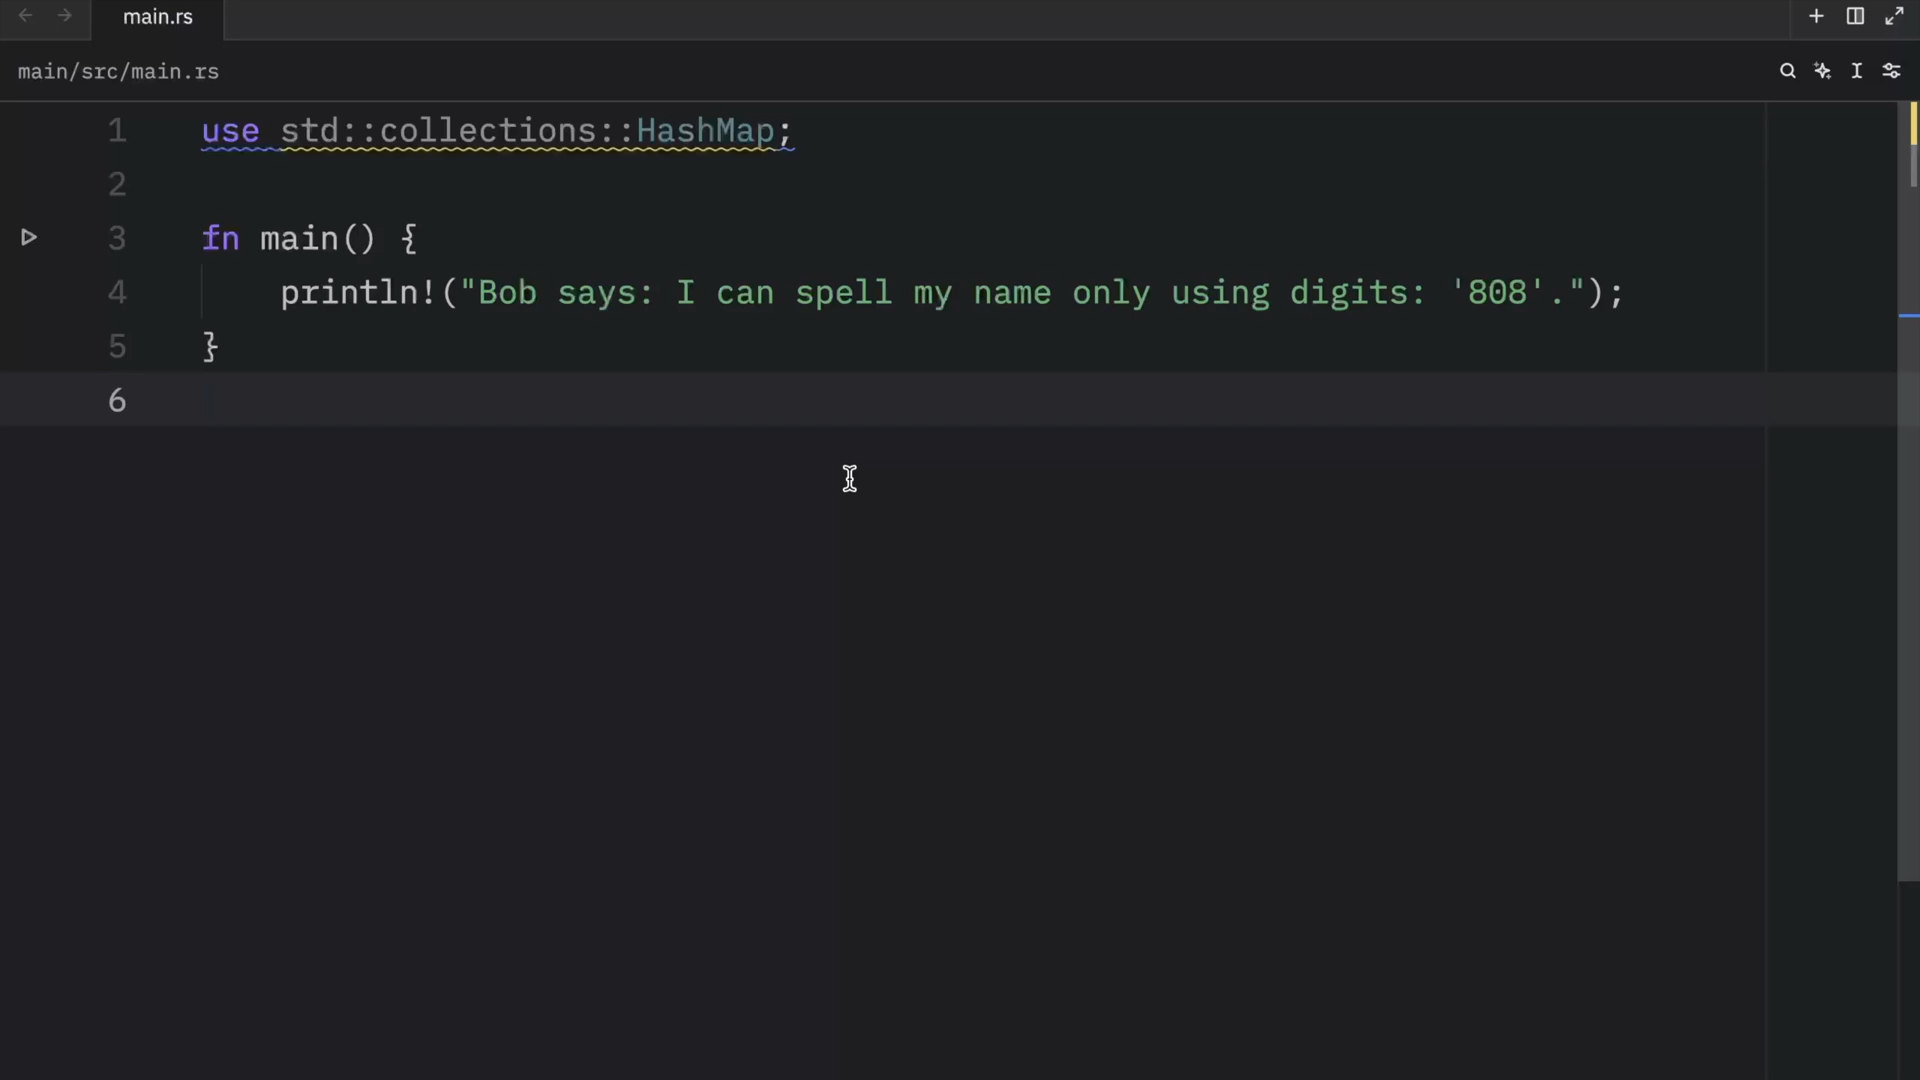 main.rs
main/src/main.rs
1 use std::collections::HashMap;
2
3 fn main() {
4     println!("Bob says: I can spell my name only using digits: '808'.");
5 }
6